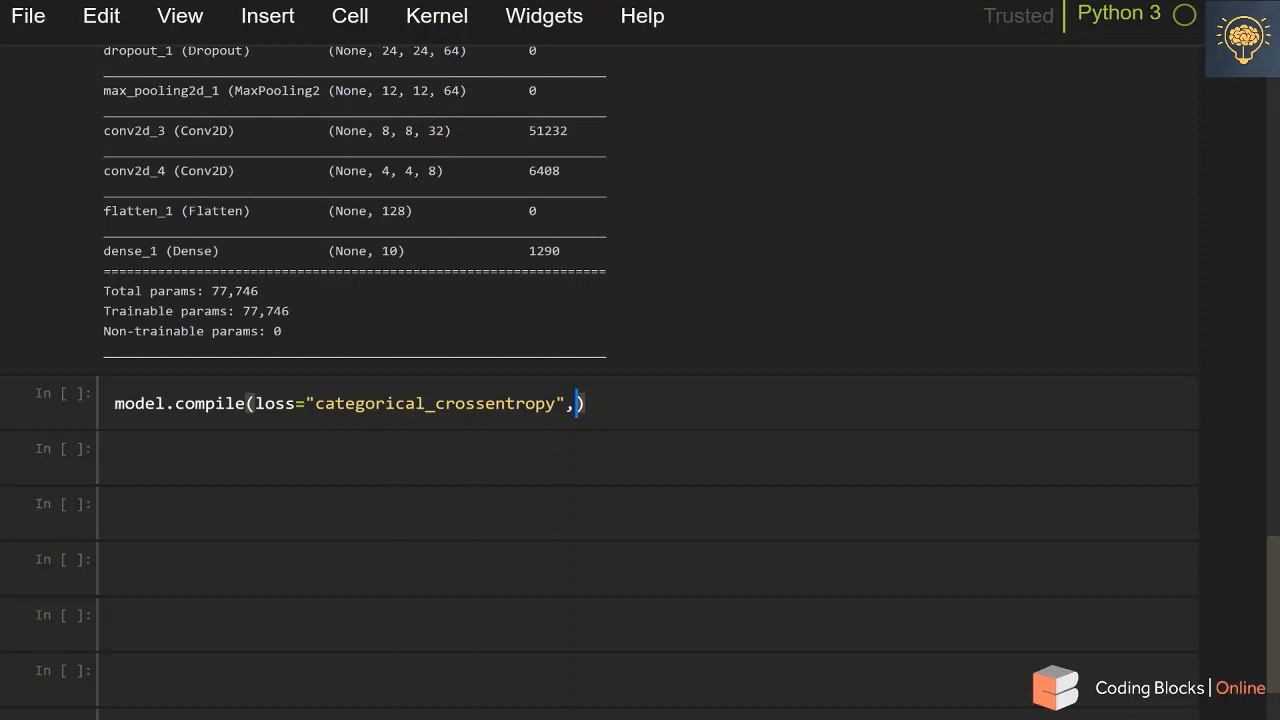 File Edit View Insert Cell Kernel Widgets Help Trusted Python 3
dropout_1 (Dropout) (None, 24, 24, 64) 0
max_pooling2d_1 (MaxPooling2 (None, 12, 12, 64) 0
conv2d_3 (Conv2D) (None, 8, 8, 32) 51232
conv2d_4 (Conv2D) (None, 4, 4, 8) 6408
flatten_1 (Flatten) (None, 128) 0
dense_1 (Dense) (None, 10) 1290
================================================================
Total params: 77,746
Trainable params: 77,746
Non-trainable params: 0
In [ ]: model.compile(loss="categorical_crossentropy",)
In [ ]:
In [ ]:
In [ ]:
In [ ]:
In [ ]:
Coding Blocks | Online